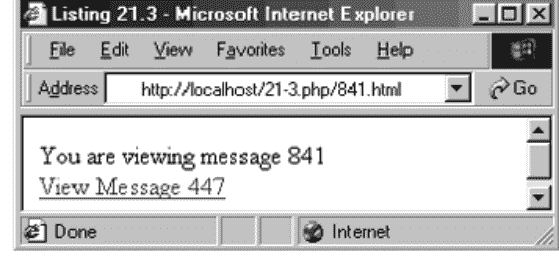 Listing 21.3 - Microsoft Internet Explorer
File Edit View Favorites Tools Help
Address http://localhost/21-3.php/841.html Go
You are viewing message 841
View Message 447
Done Internet